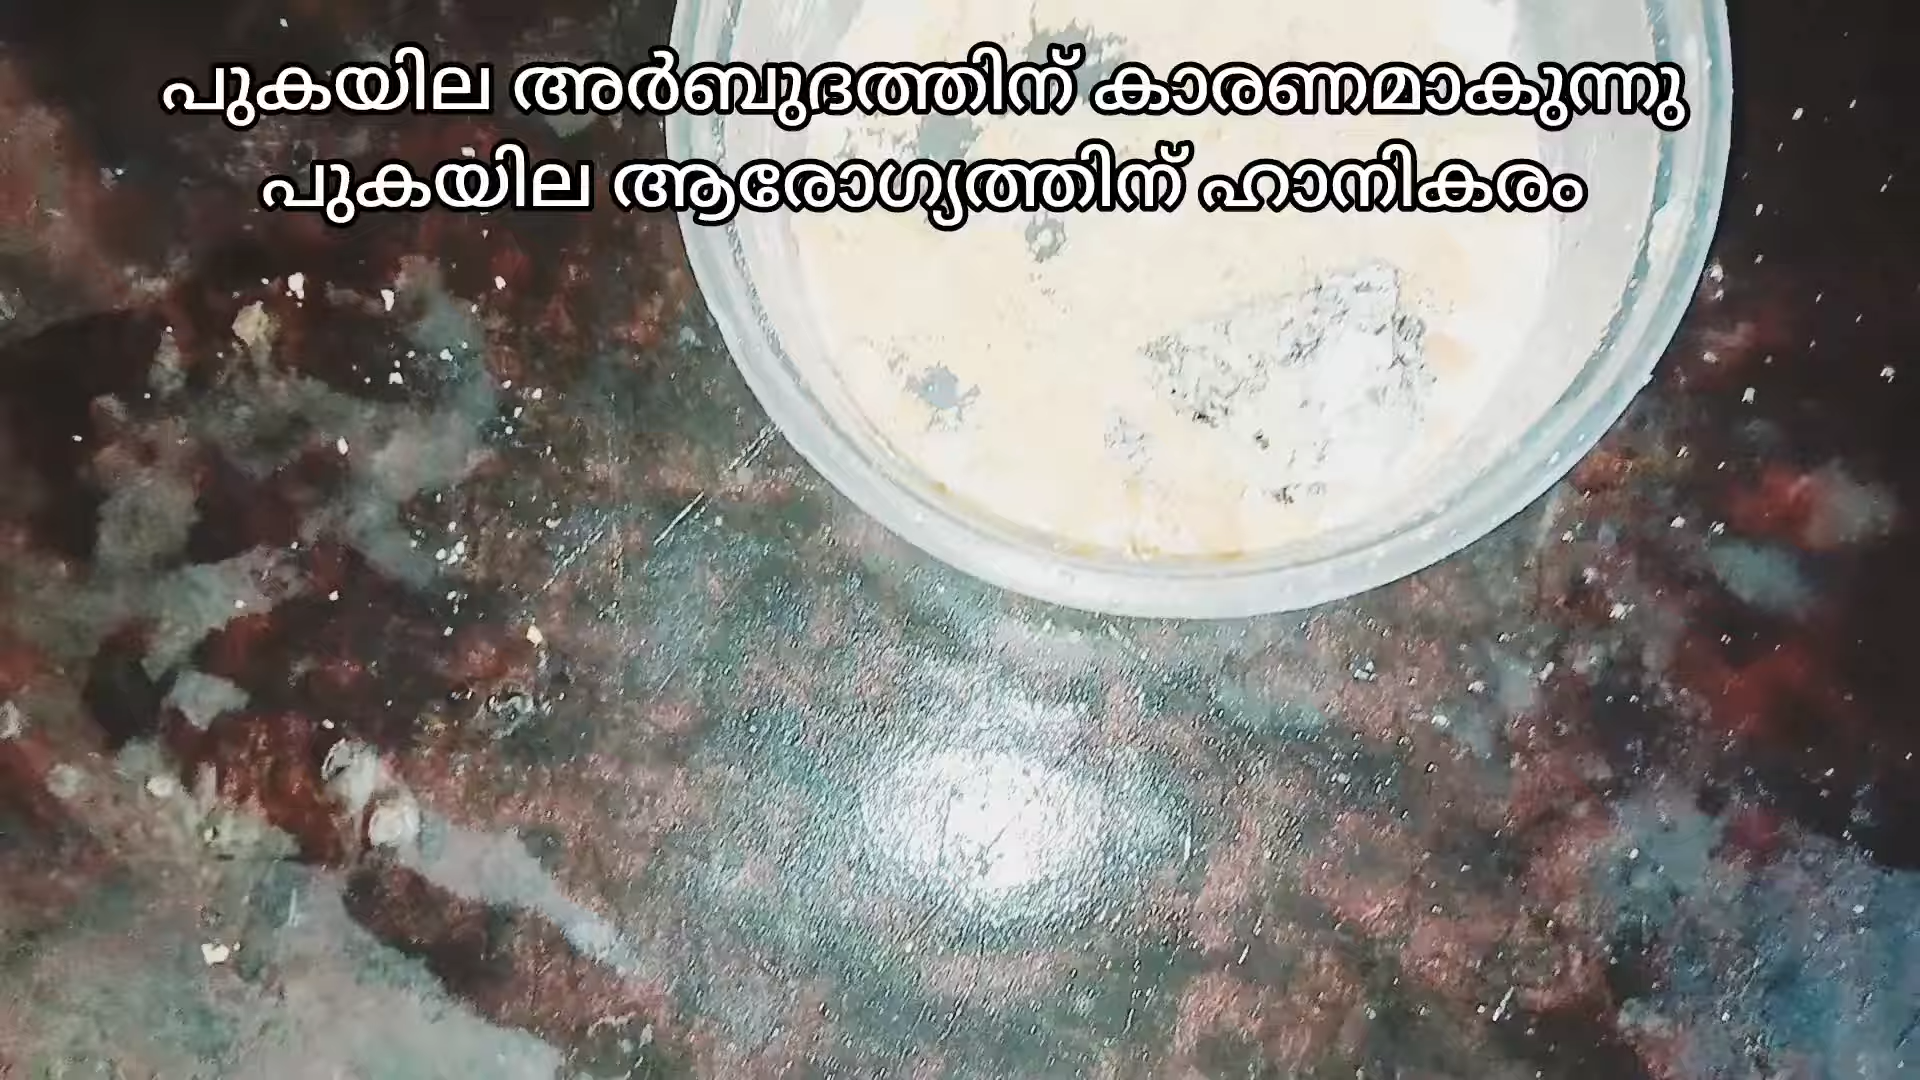 പുകയില അർബുദത്തിന് കാരണമാകുന്നു
പുകയില ആരോഗ്യത്തിന് ഹാനികരം